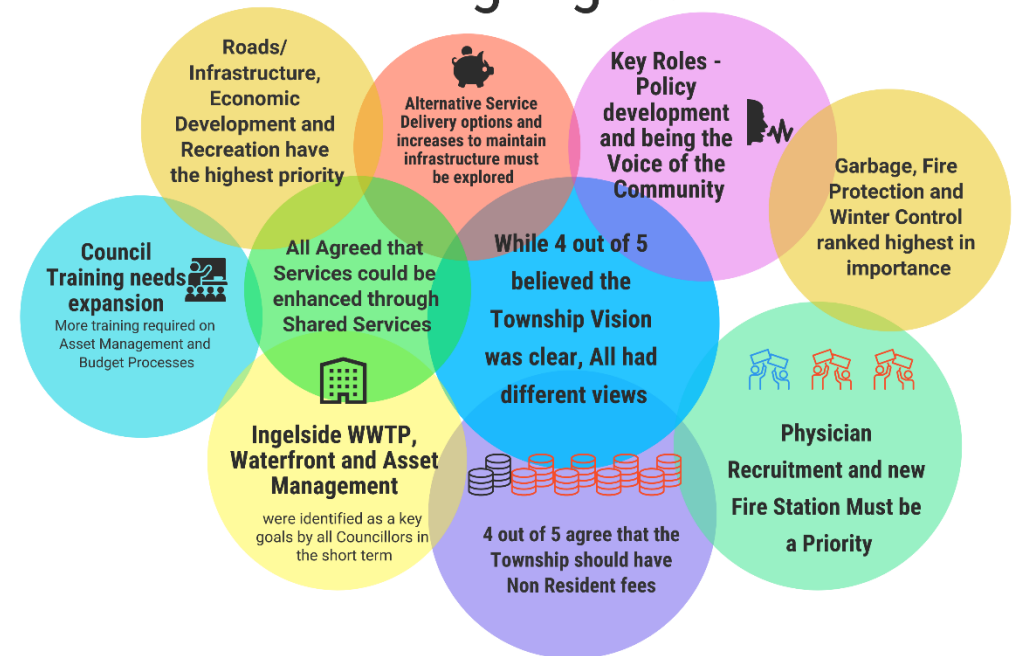 Roads/
Infrastructure,
Economic
Development and
Recreation have
the highest priority
Alternative Service
Delivery options and
increases to maintain
infrastructure must
be explored
Key Roles -
Policy
development
and being the
Voice of the
Community
Garbage, Fire
Protection and
Winter Control
ranked highest in
importance
Council
Training needs
expansion
More training required on
Asset Management and
Budget Processes
All Agreed that
Services could be
enhanced through
Shared Services
While 4 out of 5
believed the
Township Vision
was clear, All had
different views
Ingelside WWTP,
Waterfront and Asset
Management
were identified as a key
goals by all Councillors in
the short term
4 out of 5 agree that the
Township should have
Non Resident fees
Physician
Recruitment and new
Fire Station Must be
a Priority